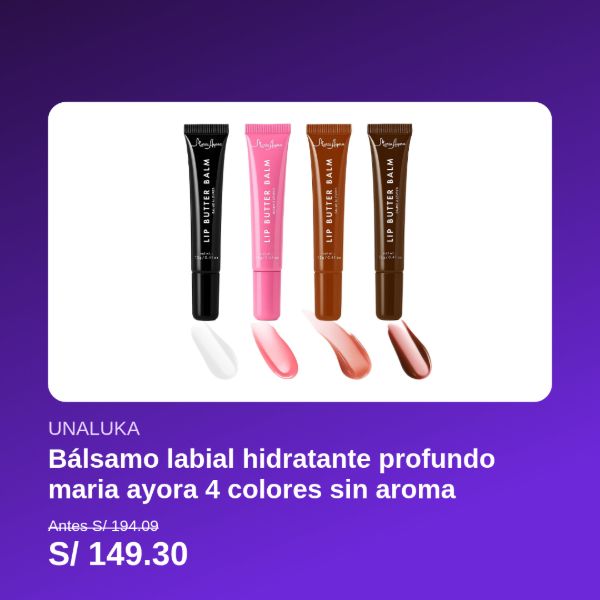 LIP BUTTER BALM
LIP BUTTER BALM
LIP BUTTER BALM
LIP BUTTER BALM
UNALUKA
Bálsamo labial hidratante profundo
maria ayora 4 colores sin aroma
Antes S/ 194.09
S/ 149.30